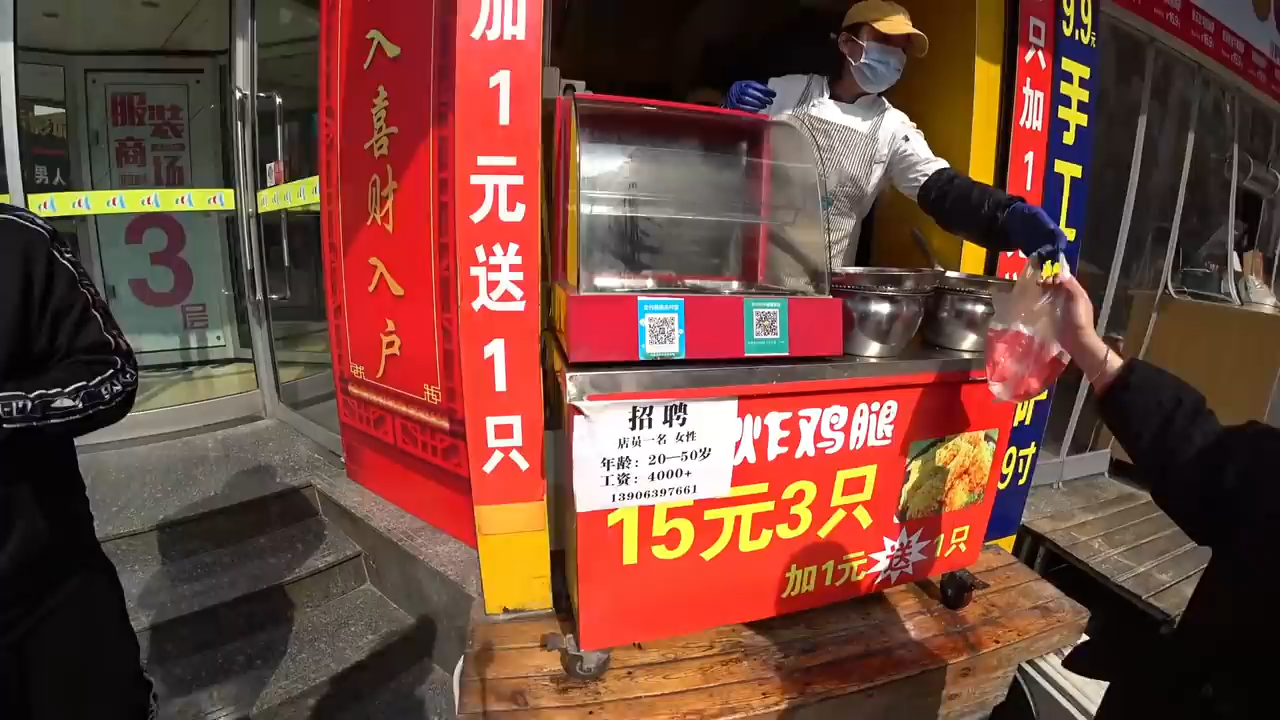 服装
商场
男人
3
层
入喜财入户
加1元送1只
招聘
店员一名 女性
年龄：20—50岁
工资：4000+
13906397661
炸鸡腿
15元3只
加1元送1只
只加1
9.9元
手工
9寸